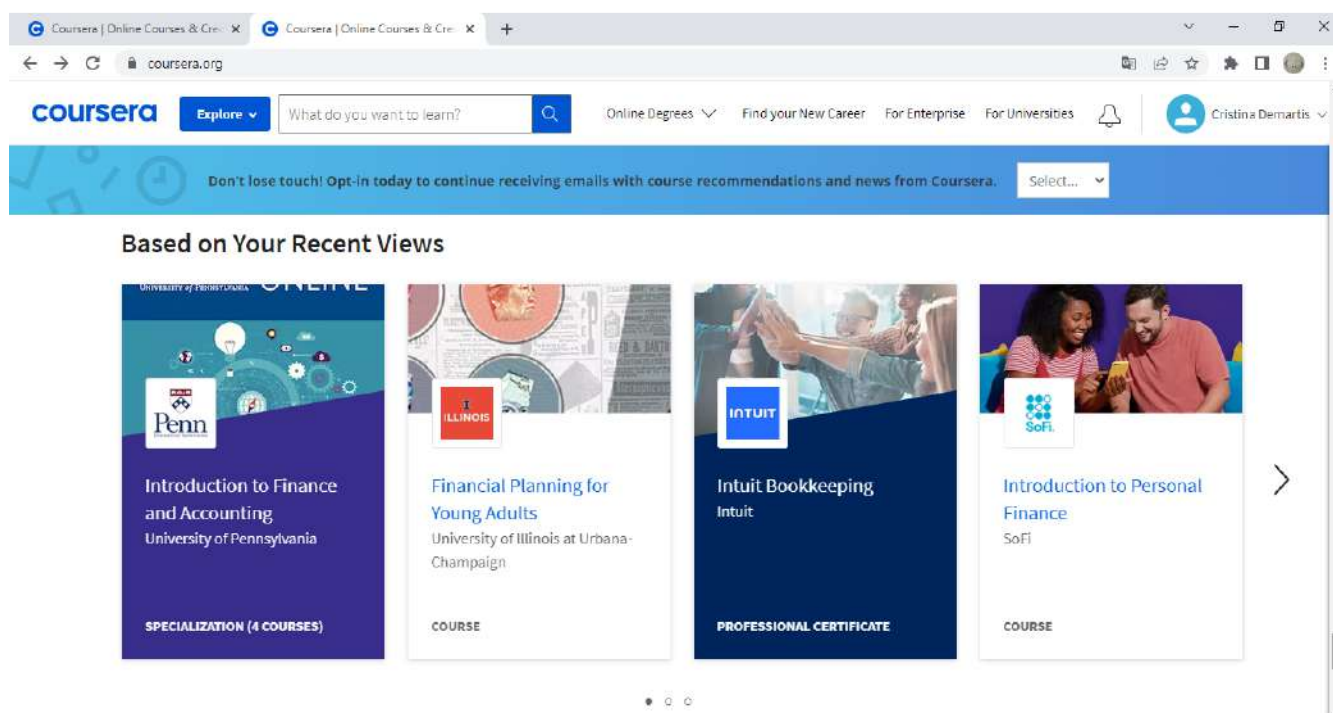 Coursera | Online Courses & Cre
Coursera | Online Courses & Cre
coursera.org
coursera
Explore
What do you want to learn?
Online Degrees
Find your New Career
For Enterprise
For Universities
Cristina Demartis
Don't lose touch! Opt-in today to continue receiving emails with course recommendations and news from Coursera.
Select...
Based on Your Recent Views
UNIVERSITY of PENNSYLVANIA ONLINE
Penn
Introduction to Finance
and Accounting
University of Pennsylvania
SPECIALIZATION (4 COURSES)
ILLINOIS
Financial Planning for
Young Adults
University of Illinois at Urbana-
Champaign
COURSE
INTUIT
Intuit Bookkeeping
Intuit
PROFESSIONAL CERTIFICATE
SoFi
Introduction to Personal
Finance
SoFi
COURSE